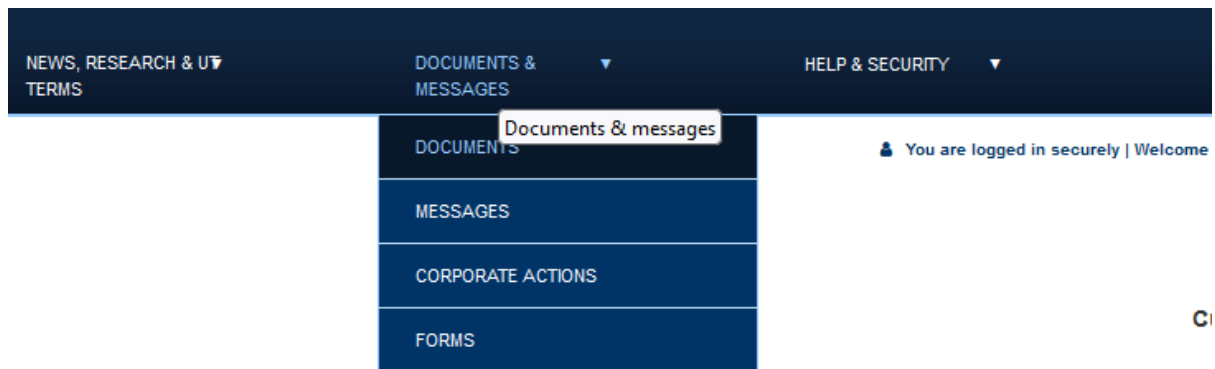 NEWS, RESEARCH & UT
TERMS
DOCUMENTS &
MESSAGES
HELP & SECURITY
Documents & messages
DOCUMENTS
You are logged in securely | Welcome
MESSAGES
CORPORATE ACTIONS
FORMS